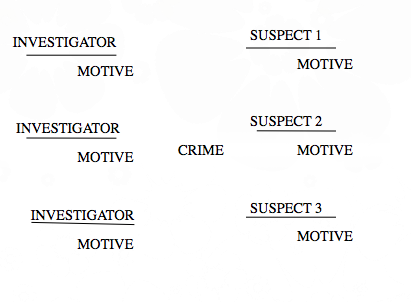 INVESTIGATOR
MOTIVE
SUSPECT 1
MOTIVE
INVESTIGATOR
MOTIVE
CRIME
SUSPECT 2
MOTIVE
INVESTIGATOR
MOTIVE
SUSPECT 3
MOTIVE